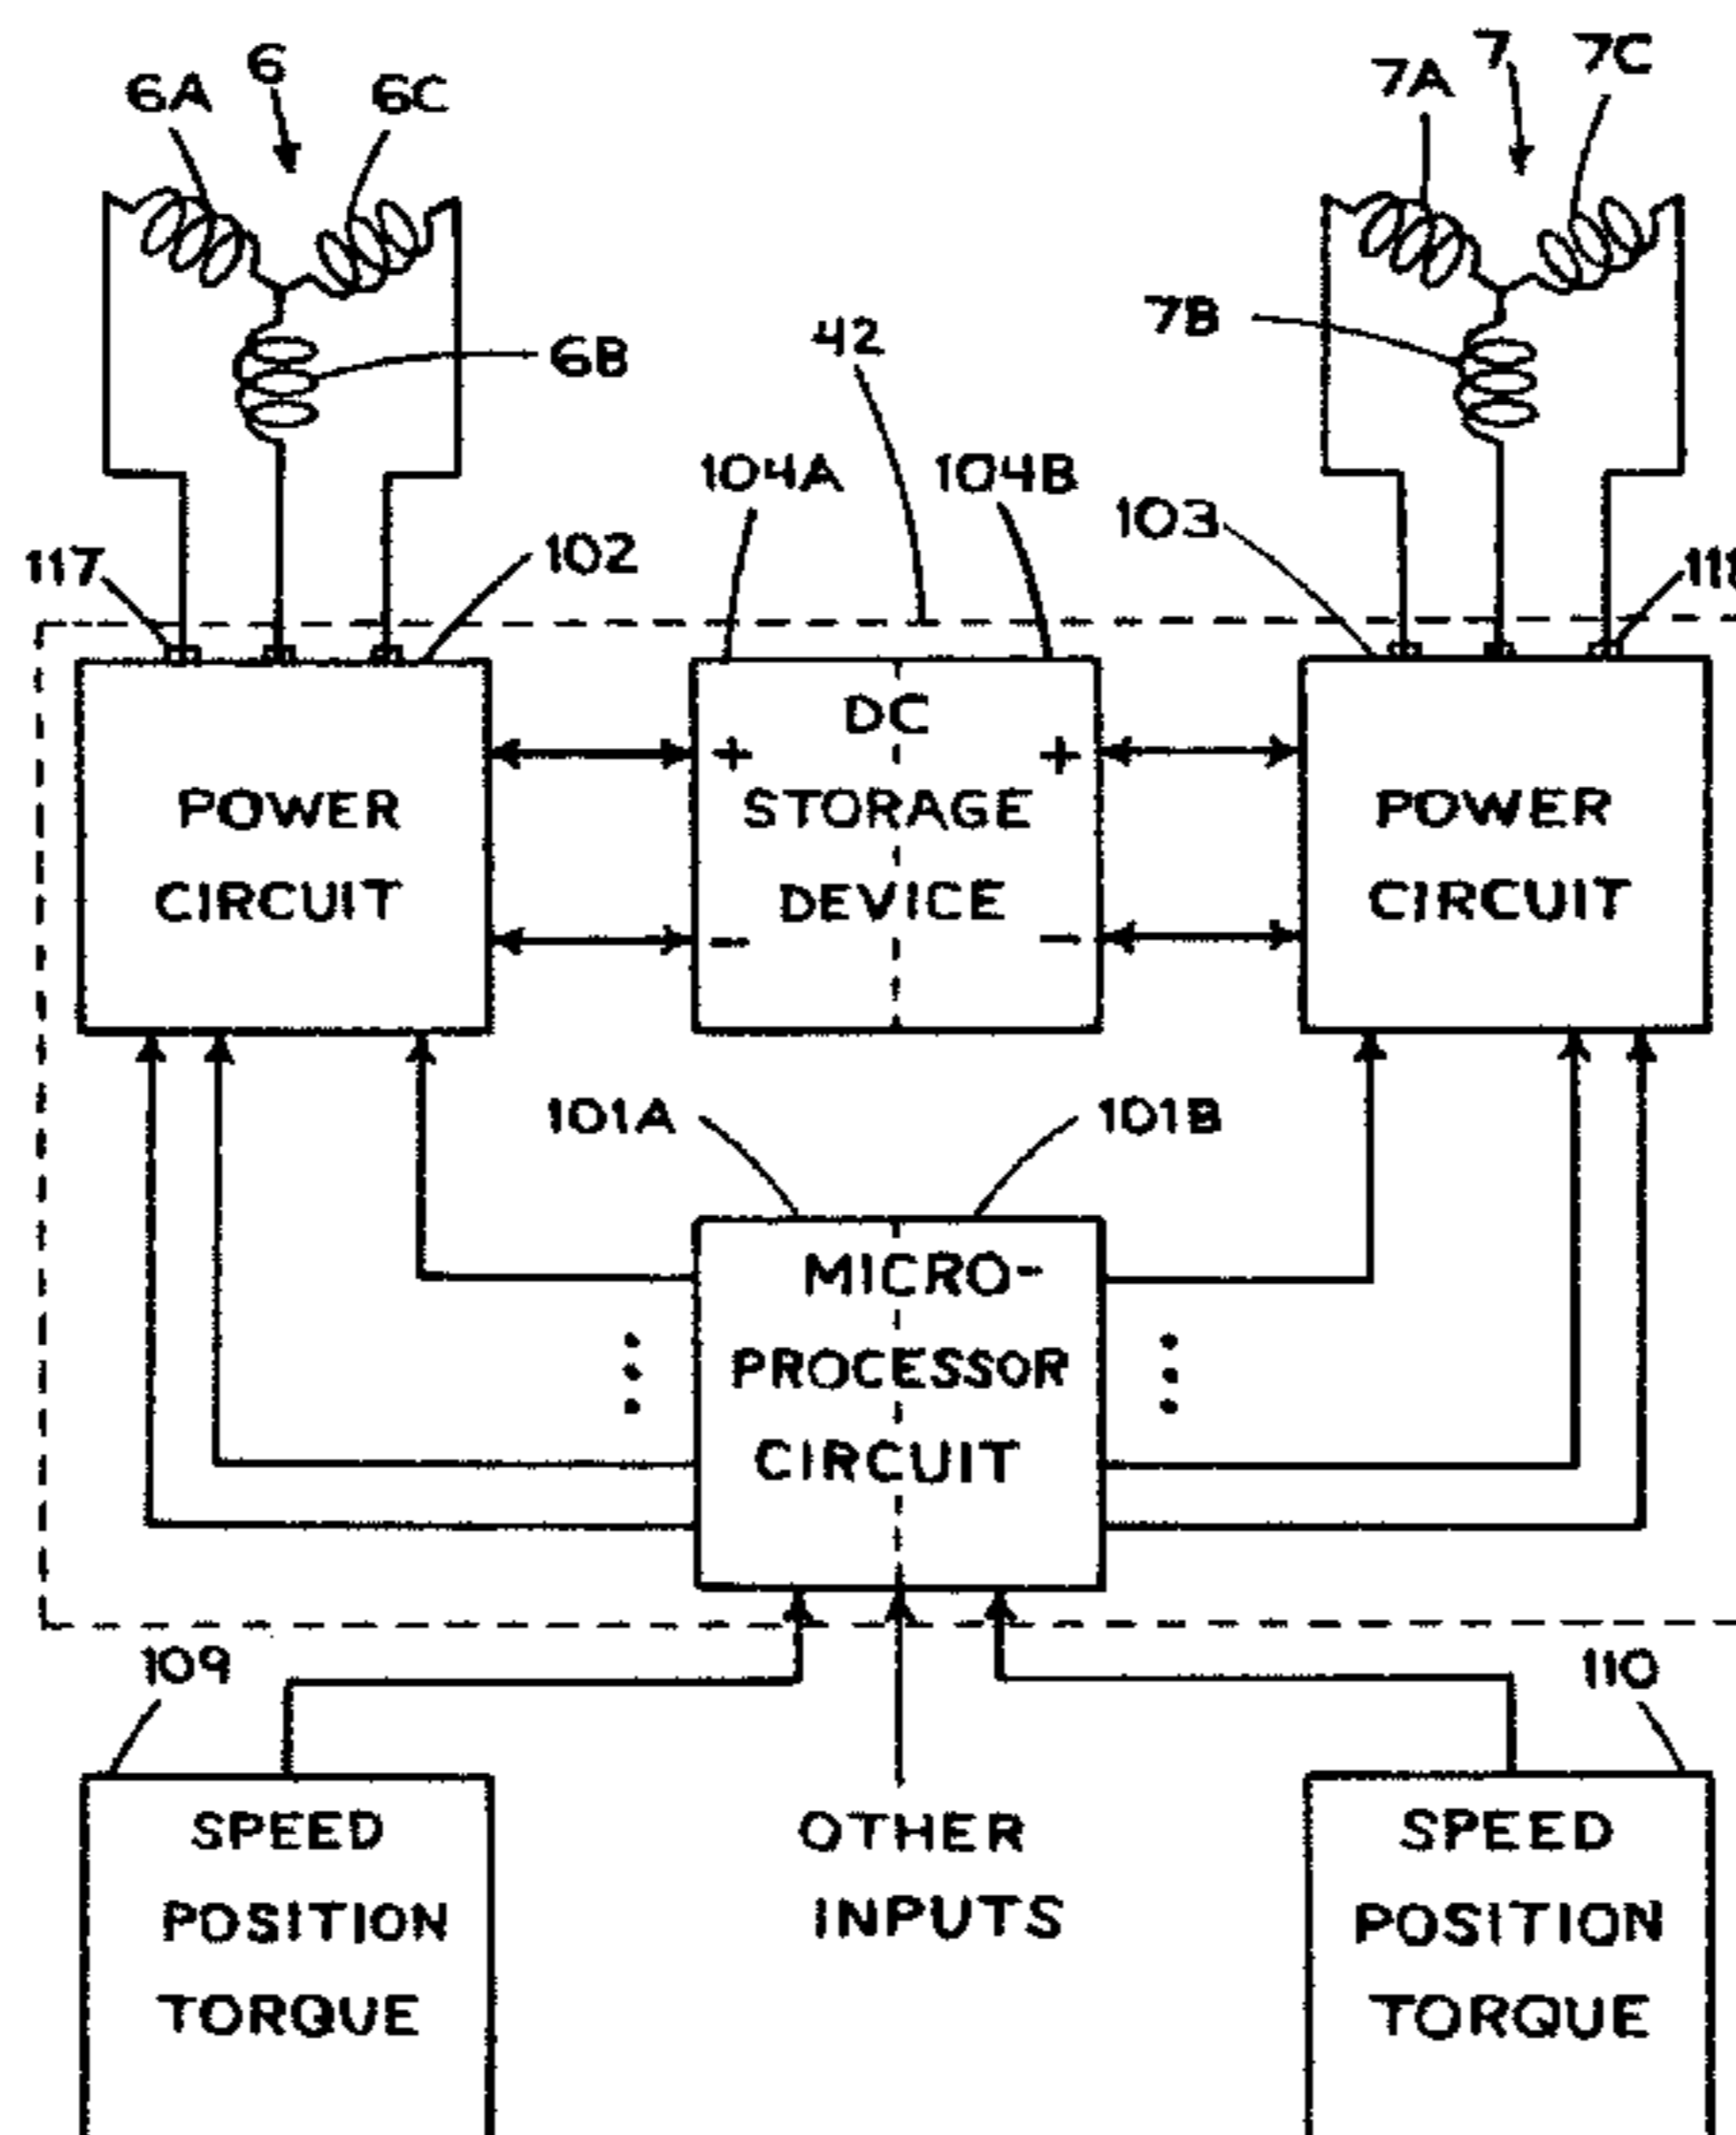 6
6A
6C
7
7A
7C
6B
7B
42
104A
104B
103
117
102
DC
+
+
STORAGE
DEVICE
-
-
POWER
CIRCUIT
POWER
CIRCUIT
101A
101B
MICRO-
PROCESSOR
CIRCUIT
109
110
SPEED
POSITION
TORQUE
OTHER
INPUTS
SPEED
POSITION
TORQUE